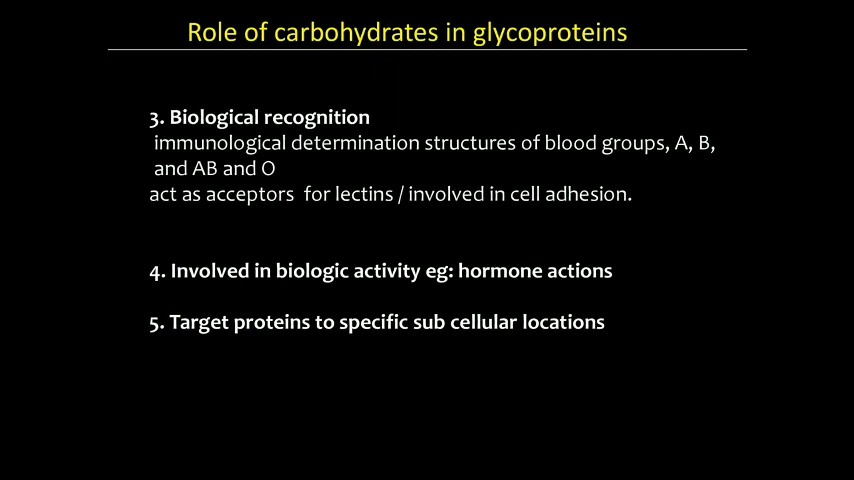 Role of carbohydrates in glycoproteins
3. Biological recognition
immunological determination structures of blood groups, A, B,
and AB and O
act as acceptors for lectins / involved in cell adhesion.
4. Involved in biologic activity eg: hormone actions
5. Target proteins to specific sub cellular locations